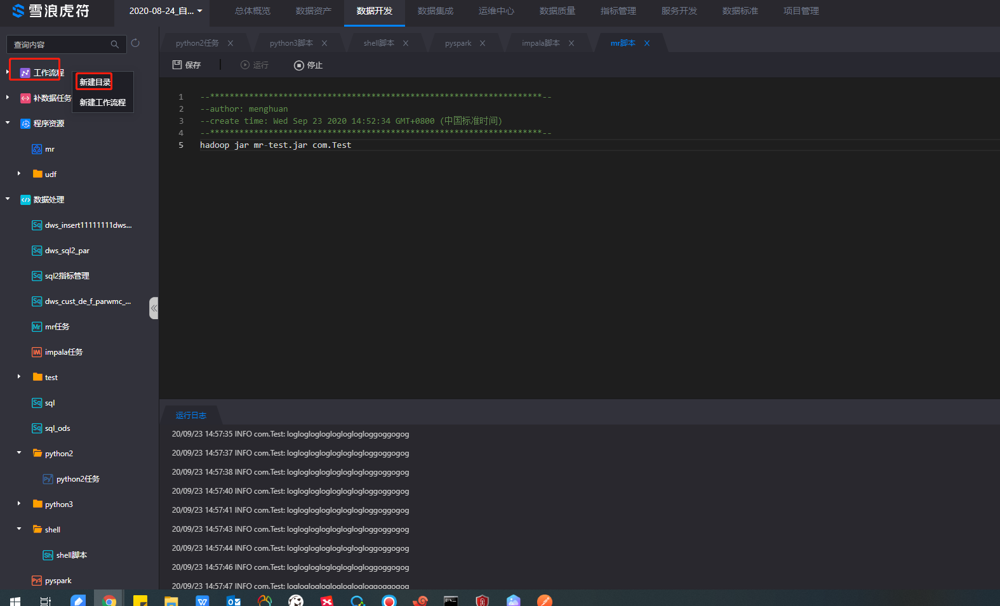 雪浪虎符
2020-08-24_自...
总体概览
数据资产
数据开发
数据集成
运维中心
数据质量
指标管理
服务开发
数据标准
项目管理
查询内容
python2任务
python3脚本
shell脚本
pyspark
impala脚本
mr脚本
保存
运行
停止
工作流程
新建目录
新建工作流程
补数据任务
程序资源
mr
udf
数据处理
dws_insert11111111dws...
dws_sql2_par
sql2指标管理
dws_cust_de_f_parwmc_...
mr任务
impala任务
test
sql
sql_ods
python2
python2任务
python3
shell
shell脚本
pyspark
1 --********************************************************************--
2 --author: menghuan
3 --create time: Wed Sep 23 2020 14:52:34 GMT+0800 (中国标准时间)
4 --********************************************************************--
5 hadoop jar mr-test.jar com.Test
运行日志
20/09/23 14:57:35 INFO com.Test: loglogloglogloglogloglogloggoggogog
20/09/23 14:57:37 INFO com.Test: loglogloglogloglogloglogloggoggogog
20/09/23 14:57:38 INFO com.Test: loglogloglogloglogloglogloggoggogog
20/09/23 14:57:40 INFO com.Test: loglogloglogloglogloglogloggoggogog
20/09/23 14:57:41 INFO com.Test: loglogloglogloglogloglogloggoggogog
20/09/23 14:57:43 INFO com.Test: loglogloglogloglogloglogloggoggogog
20/09/23 14:57:44 INFO com.Test: loglogloglogloglogloglogloggoggogog
20/09/23 14:57:46 INFO com.Test: loglogloglogloglogloglogloggoggogog
20/09/23 14:57:47 INFO com.Test: loglogloglogloglogloglogloggoggogog